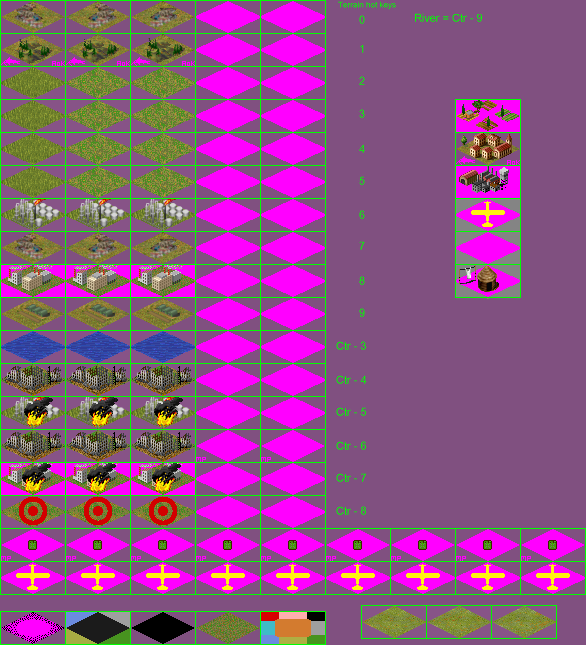 Terrain hot keys
0
River = Ctr - 9
1
2
3
4
5
6
7
8
9
Ctr - 3
Ctr - 4
Ctr - 5
Ctr - 6
Ctr - 7
Ctr - 8